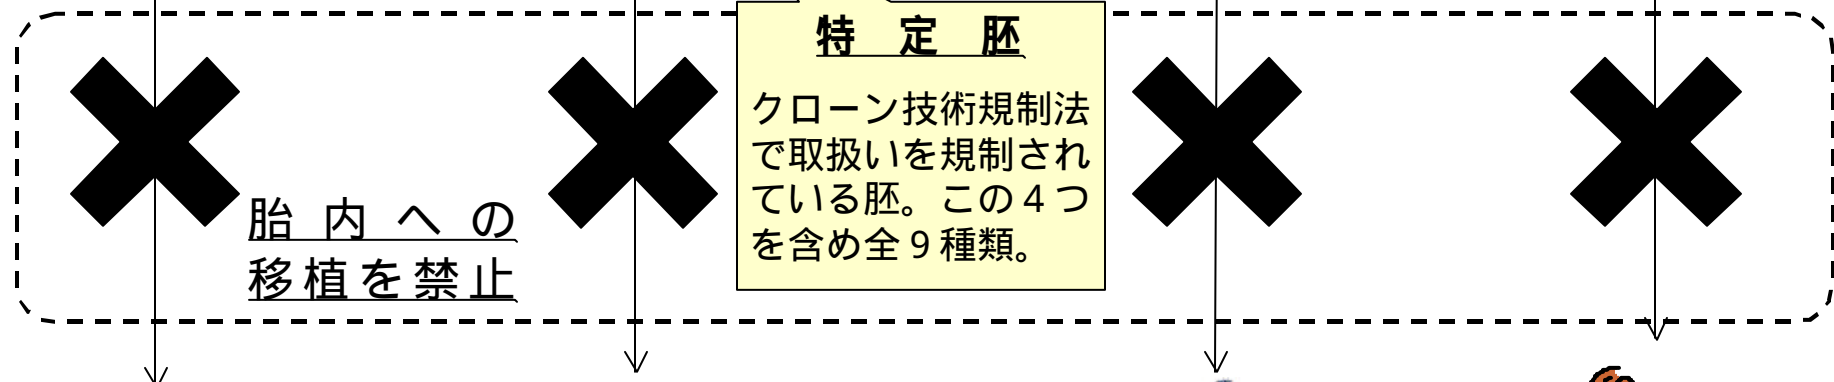 特定胚
クローン技術規制法
で取扱いを規制され
ている胚。この４つ
を含め全９種類。
胎内への
移植を禁止